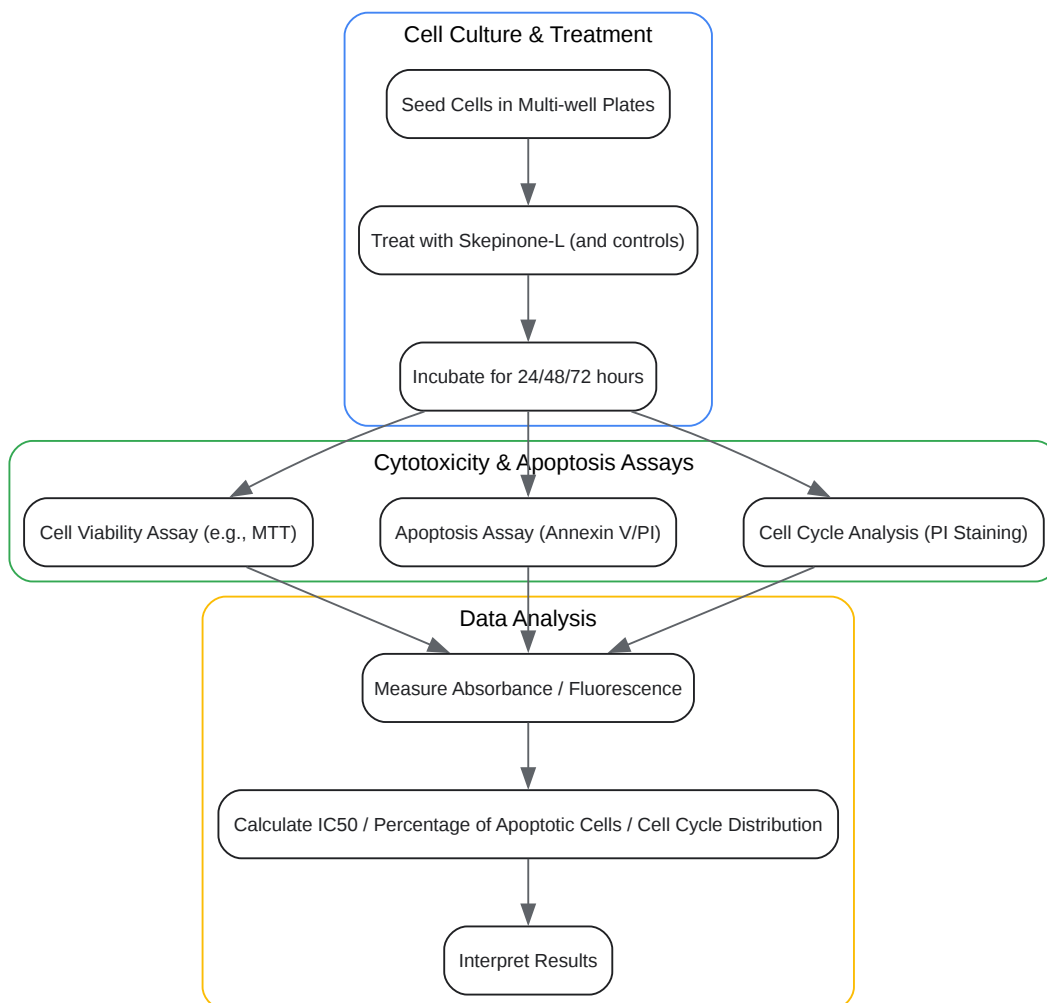 Cell Culture & Treatment
Seed Cells in Multi-well Plates
Treat with Skepinone-L (and controls)
Incubate for 24/48/72 hours
Cytotoxicity & Apoptosis Assays
Cell Viability Assay (e.g., MTT)
Apoptosis Assay (Annexin V/PI)
Cell Cycle Analysis (PI Staining)
Data Analysis
Measure Absorbance / Fluorescence
Calculate IC50 / Percentage of Apoptotic Cells / Cell Cycle Distribution
Interpret Results